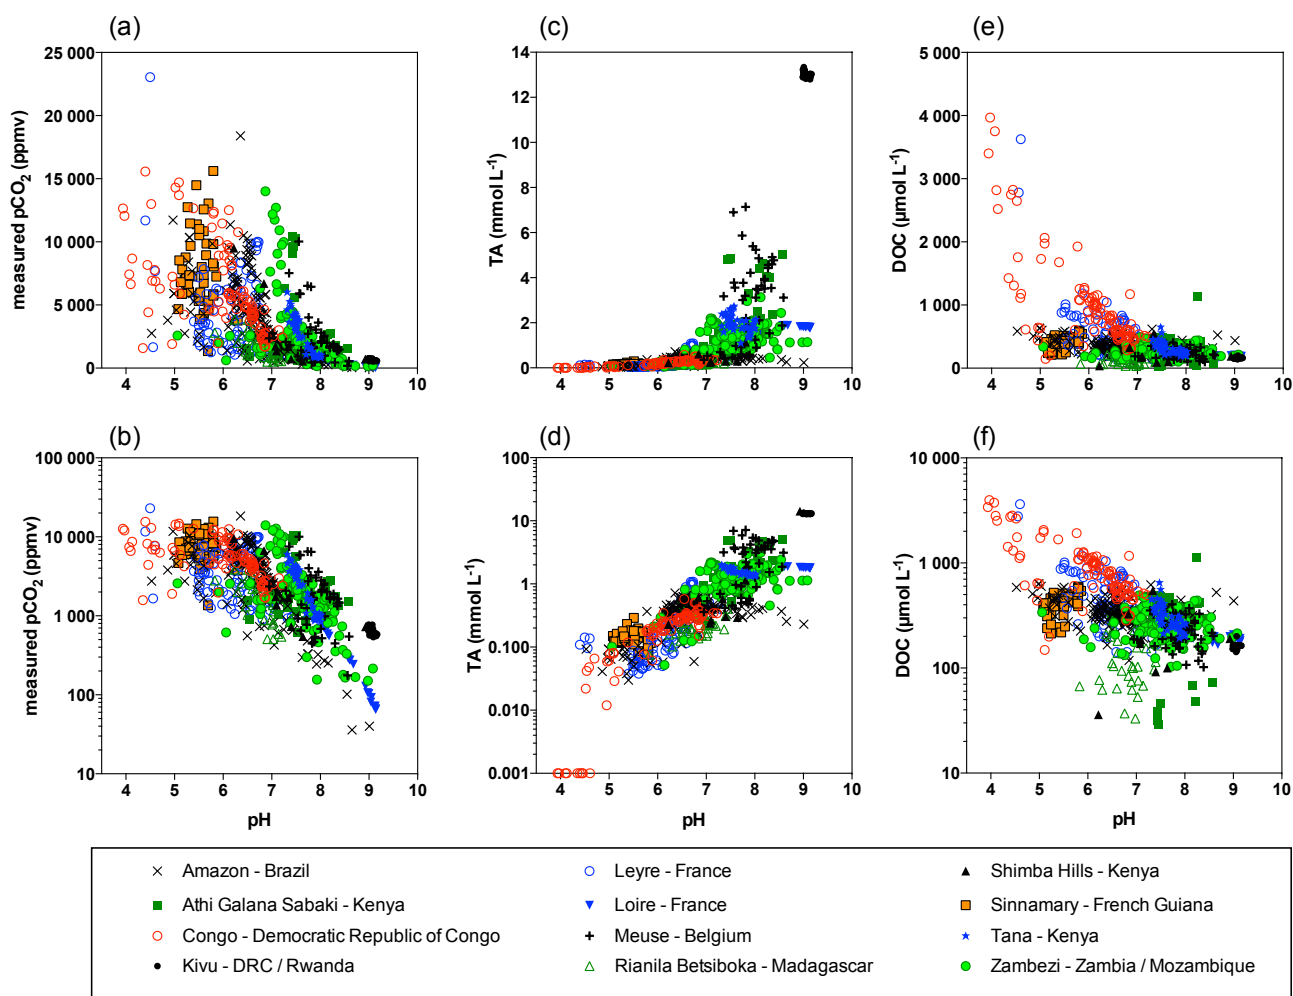 (a)
(c)
(e)
25 000
20 000
15 000
10 000
5 000
0
measured pCO2 (ppmv)
4 5 6 7 8 9 10
14
12
10
8
6
4
2
0
TA (mmol L-1)
4 5 6 7 8 9 10
5 000
4 000
3 000
2 000
1 000
0
DOC (µmol L-1)
4 5 6 7 8 9 10
(b)
(d)
(f)
100 000
10 000
1 000
100
10
measured pCO2 (ppmv)
4 5 6 7 8 9 10
pH
100
10
1
0.100
0.010
0.001
TA (mmol L-1)
4 5 6 7 8 9 10
pH
10 000
1 000
100
10
DOC (µmol L-1)
4 5 6 7 8 9 10
pH
Amazon - Brazil
Athi Galana Sabaki - Kenya
Congo - Democratic Republic of Congo
Kivu - DRC / Rwanda
Leyre - France
Loire - France
Meuse - Belgium
Rianila Betsiboka - Madagascar
Shimba Hills - Kenya
Sinnamary - French Guiana
Tana - Kenya
Zambezi - Zambia / Mozambique